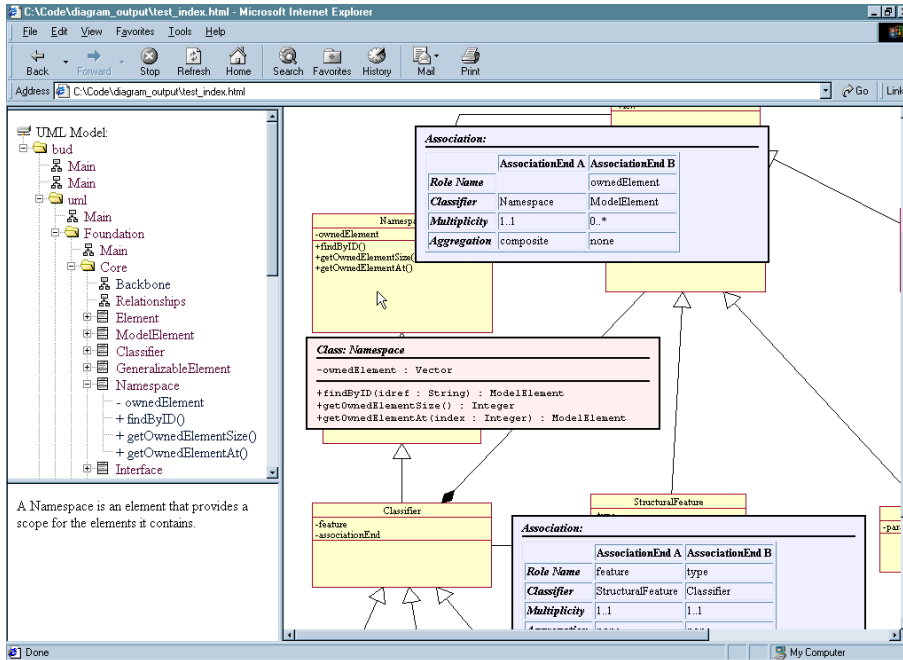 C:\Code\diagram_output\test_index.html - Microsoft Internet Explorer
File Edit View Favorites Tools Help
Back Forward Stop Refresh Home Search Favorites History Mail Print
Address C:\Code\diagram_output\test_index.html Go Link
UML Model:
bud
Main
Main
uml
Main
Foundation
Main
Core
Backbone
Relationships
Element
ModelElement
Classifier
GeneralizableElement
Namespace
- ownedElement
+ findByID()
+ getOwnedElementSize()
+ getOwnedElementAt()
Interface
A Namespace is an element that provides a
scope for the elements it contains.
Association:
AssociationEnd A AssociationEnd B
Role Name ownedElement
Classifier Namespace ModelElement
Multiplicity 1..1 0..*
Aggregation composite none
Namespa
-ownedElement
+findByID()
+getOwnedElementSize()
+getOwnedElementAt()
Class: Namespace
-ownedElement : Vector
+findByID(idref : String) : ModelElement
+getOwnedElementSize() : Integer
+getOwnedElementAt(index : Integer) : ModelElement
Classifier
-feature
-associationEnd
StructuralFeature
-par
Association:
AssociationEnd A AssociationEnd B
Role Name feature type
Classifier StructuralFeature Classifier
Multiplicity 1..1 1..1
Done My Computer